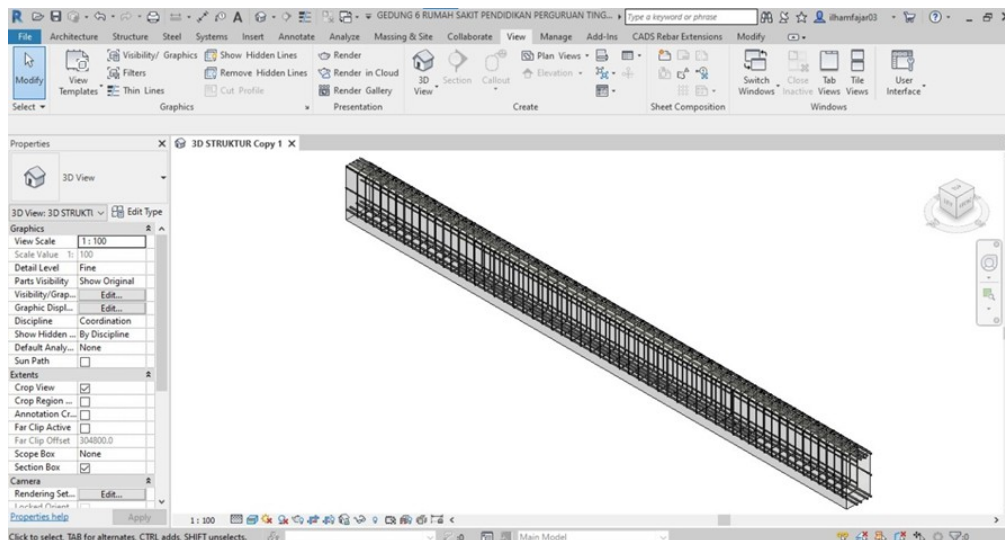 R A GEDUNG 6 RUMAH SAKIT PENDIDIKAN PERGURUAN TING... Type a keyword or phrase ilhamfajar03
File Architecture Structure Steel Systems Insert Annotate Analyze Massing & Site Collaborate View Manage Add-Ins CADS Rebar Extensions Modify
Modify
Select
View Templates
Visibility/ Graphics
Filters
Thin Lines
Show Hidden Lines
Remove Hidden Lines
Cut Profile
Graphics
Render
Render in Cloud
Render Gallery
Presentation
3D View
Section
Callout
Plan Views
Elevation
Create
Sheet Composition
Switch Windows
Close Inactive
Tab Views
Tile Views
Windows
User Interface
Properties
3D View
3D View: 3D STRUKTI Edit Type
Graphics
View Scale 1 : 100
Scale Value 1: 100
Detail Level Fine
Parts Visibility Show Original
Visibility/Grap... Edit...
Graphic Displ... Edit...
Discipline Coordination
Show Hidden ... By Discipline
Default Analy... None
Sun Path
Extents
Crop View
Crop Region ...
Annotation Cr...
Far Clip Active
Far Clip Offset 304800.0
Scope Box None
Section Box
Camera
Rendering Set... Edit...
Locked Orient...
Properties help Apply
3D STRUKTUR Copy 1
1 : 100
Click to select, TAB for alternates, CTRL adds, SHIFT unselects.
:0 Main Model :0